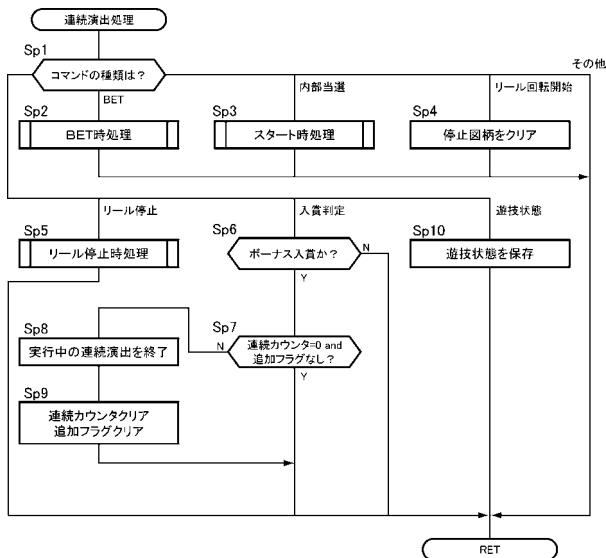 連続演出処理
Sp1
コマンドの種類は？
その他
BET
内部当選
リール回転開始
Sp2
BET時処理
Sp3
スタート時処理
Sp4
停止図柄をクリア
リール停止
入賞判定
遊技状態
Sp5
リール停止時処理
Sp6
ボーナス入賞か？
N
Y
Sp10
遊技状態を保存
Sp7
連続カウンタ=0 and
追加フラグなし？
N
Y
Sp8
実行中の連続演出を終了
Sp9
連続カウンタクリア
追加フラグクリア
RET